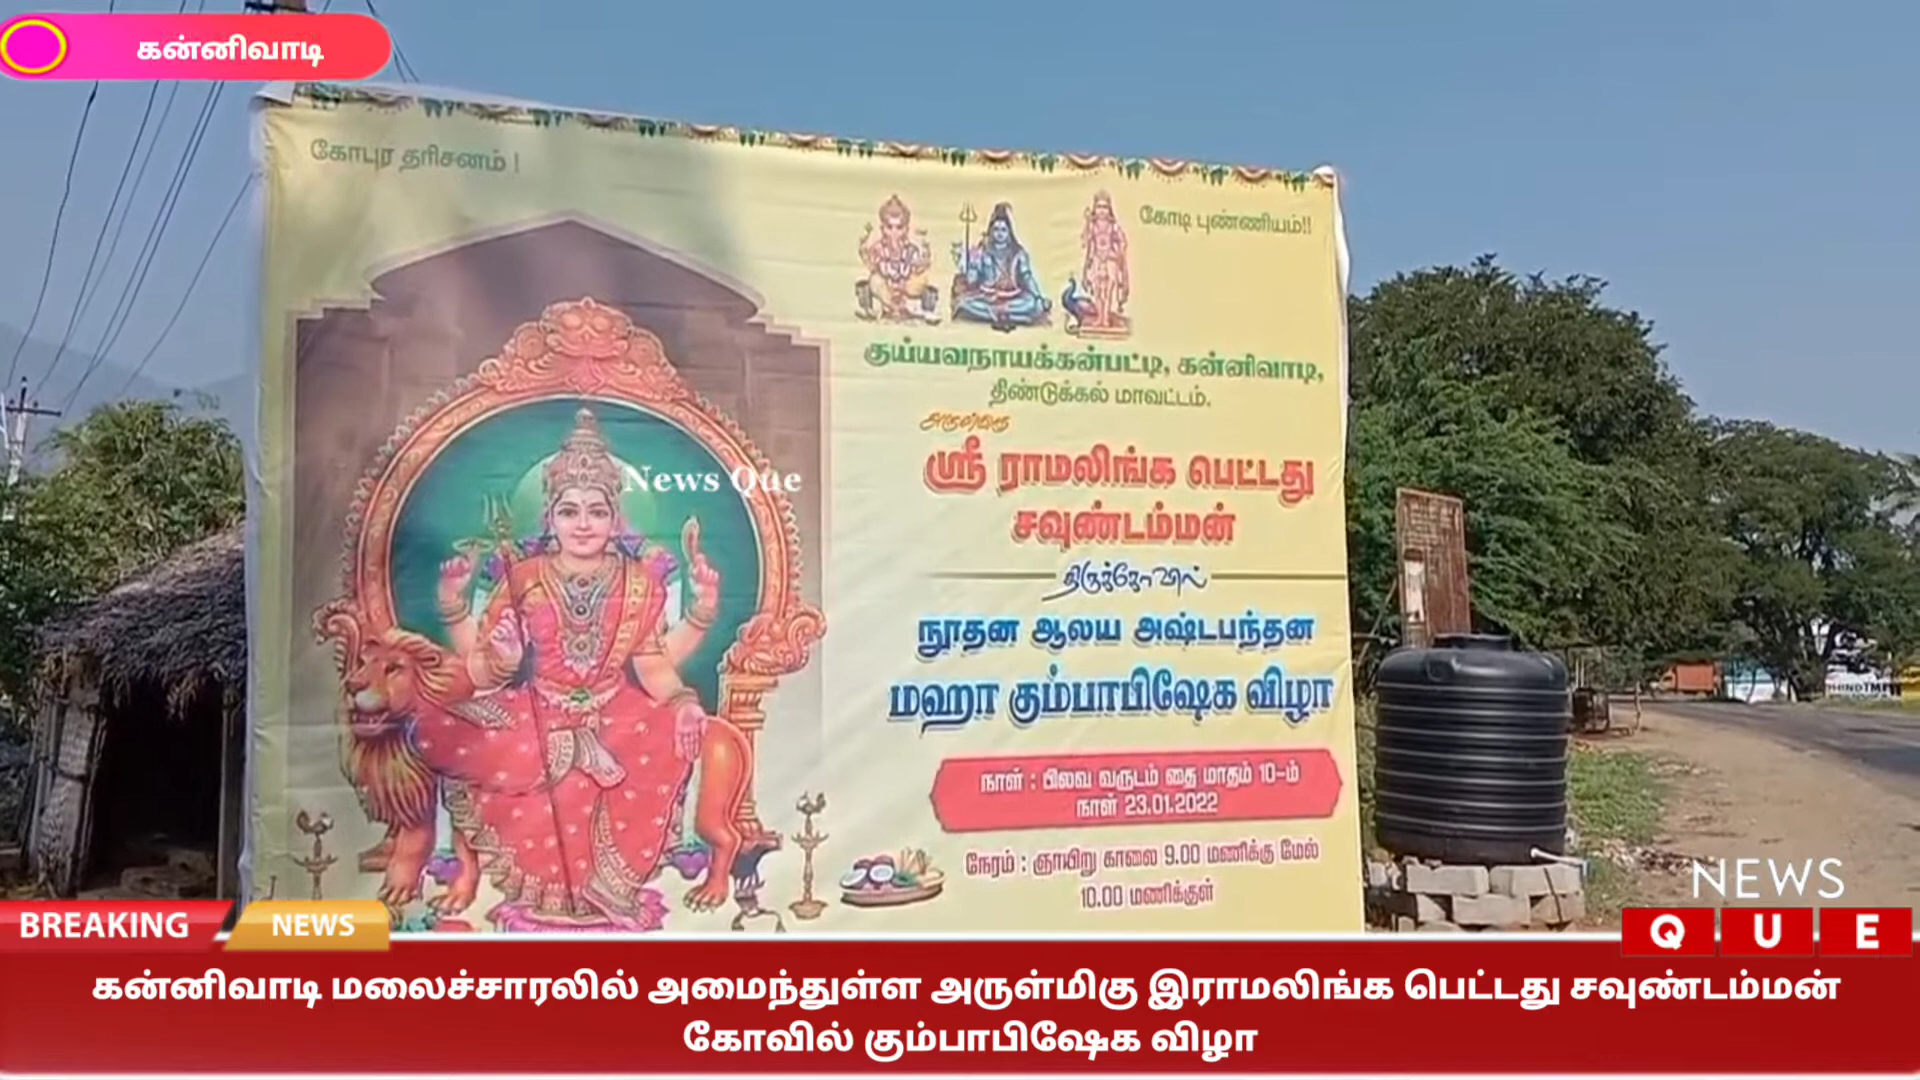 கன்னிவாடி
கோபுர தரிசனம் !
கோடி புண்ணியம்!!
குய்யவநாயக்கன்பட்டி, கன்னிவாடி,
திண்டுக்கல் மாவட்டம்.
அருள்மிகு
ஸ்ரீ ராமலிங்க பெட்டது
சவுண்டம்மன்
திருக்கோவில்
நூதன ஆலய அஷ்டபந்தன
மஹா கும்பாபிஷேக விழா
நாள் : பிலவ வருடம் தை மாதம் 10-ம்
நாள் 23.01.2022
நேரம் : ஞாயிறு காலை 9.00 மணிக்கு மேல்
10.00 மணிக்குள்
News Que
NEWS
QUE
BREAKING NEWS
கன்னிவாடி மலைச்சாரலில் அமைந்துள்ள அருள்மிகு இராமலிங்க பெட்டது சவுண்டம்மன்
கோவில் கும்பாபிஷேக விழா